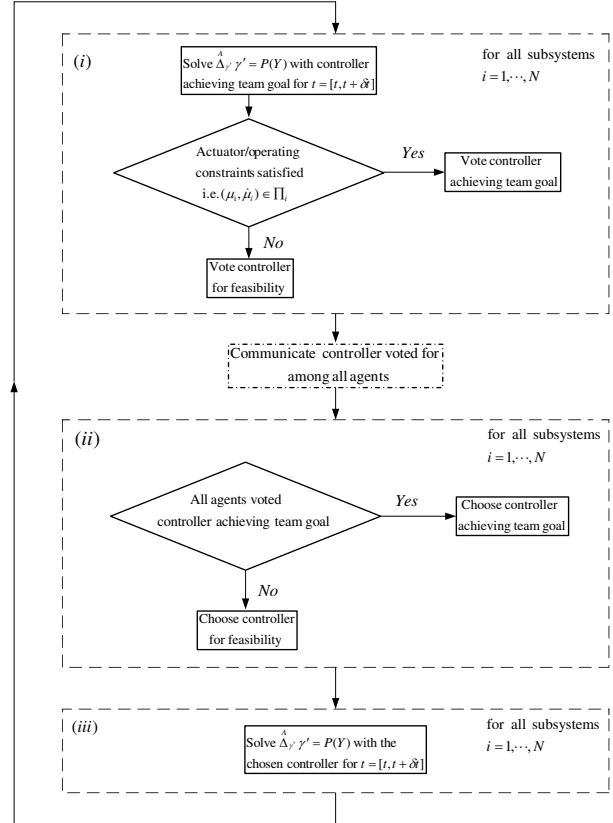 (i)
for all subsystems
i = 1,⋯, N
Solve Δ̂^A_γ' γ' = P(Y) with controller
achieving team goal for t = [t, t + δt]
Actuator/operating
constraints satisfied
i.e. (μ_i, μ̇_i) ∈ ∏_i
Yes
Vote controller
achieving team goal
No
Vote controller
for feasibility
Communicate controller voted for
among all agents
(ii)
for all subsystems
i = 1,⋯, N
All agents voted
controller achieving team goal
Yes
Choose controller
achieving team goal
No
Choose controller
for feasibility
(iii)
for all subsystems
i = 1,⋯, N
Solve Δ̂^A_γ' γ' = P(Y) with the
chosen controller for t = [t, t + δt]